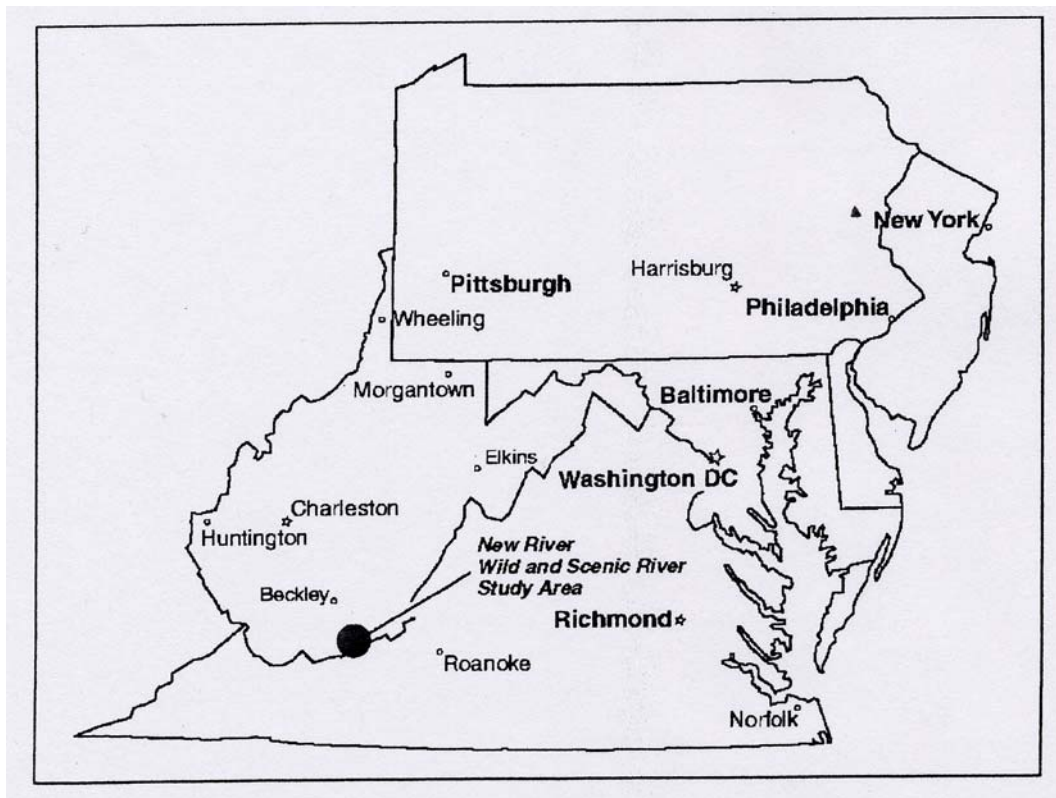 New York
Harrisburg
Pittsburgh
Philadelphia
Wheeling
Morgantown
Baltimore
Elkins
Washington DC
Charleston
Huntington
New River
Wild and Scenic River
Study Area
Beckley
Richmond
Roanoke
Norfolk